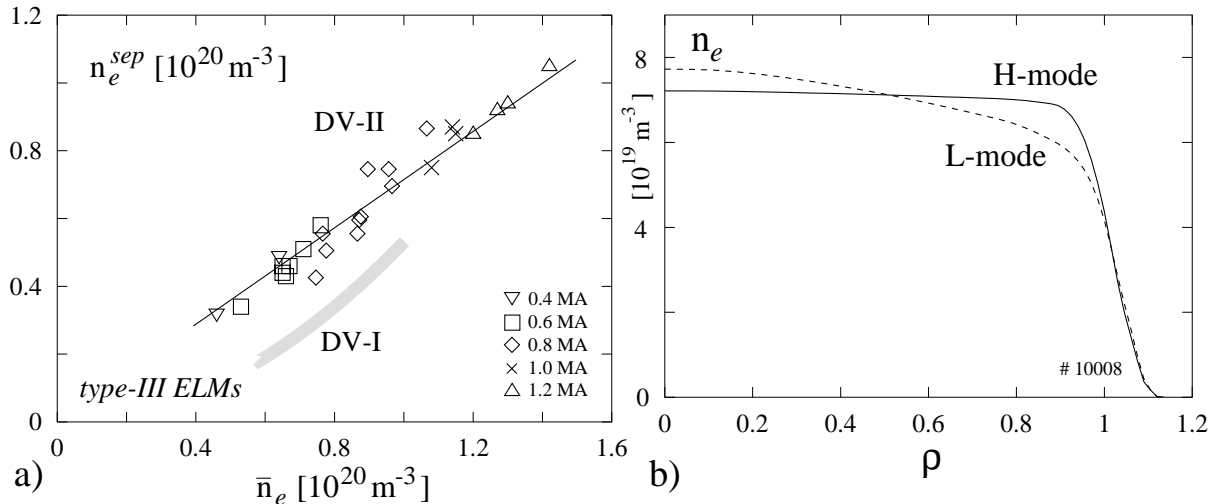 1.2
n_e^sep [10^20 m^-3]
DV-II
0.8
0.4
DV-I
0.4 MA
0.6 MA
0.8 MA
1.0 MA
1.2 MA
type-III ELMs
0
0 0.4 0.8 1.2 1.6
a)
n̅_e [10^20 m^-3]
n_e
8
H-mode
[10^19 m^-3]
L-mode
4
# 10008
0
0 0.2 0.4 0.6 0.8 1 1.2
b)
ρ